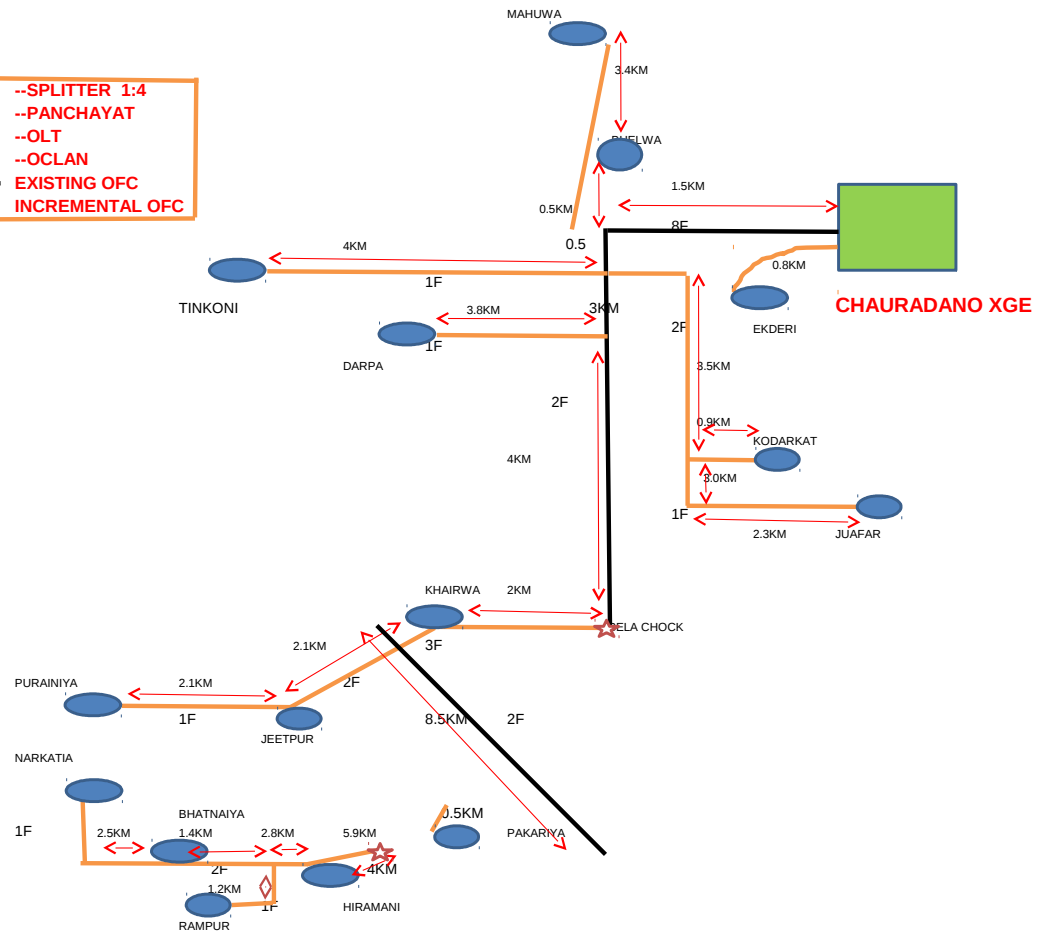 MAHUWA
3.4KM
--SPLITTER 1:4
--PANCHAYAT
--OLT
--OCLAN
EXISTING OFC
INCREMENTAL OFC
1.5KM
0.5KM
8F
0.5
4KM
0.8KM
1F
TINKONI
3KM
3.8KM
CHAURADANO XGE
2F
EKDERI
1F
DARPA
3.5KM
2F
0.9KM
KODARKAT
4KM
3.0KM
1F
2.3KM
JUAFAR
KHAIRWA
2KM
CHOCK
2.1KM
3F
PURAINIYA
2.1KM
2F
1F
8.5KM
2F
JEETPUR
NARKATIA
BHATNAIYA
0.5KM
1F
2.5KM
1.4KM
2.8KM
5.9KM
PAKARIYA
2F
4KM
1.2KM
1F
HIRAMANI
RAMPUR